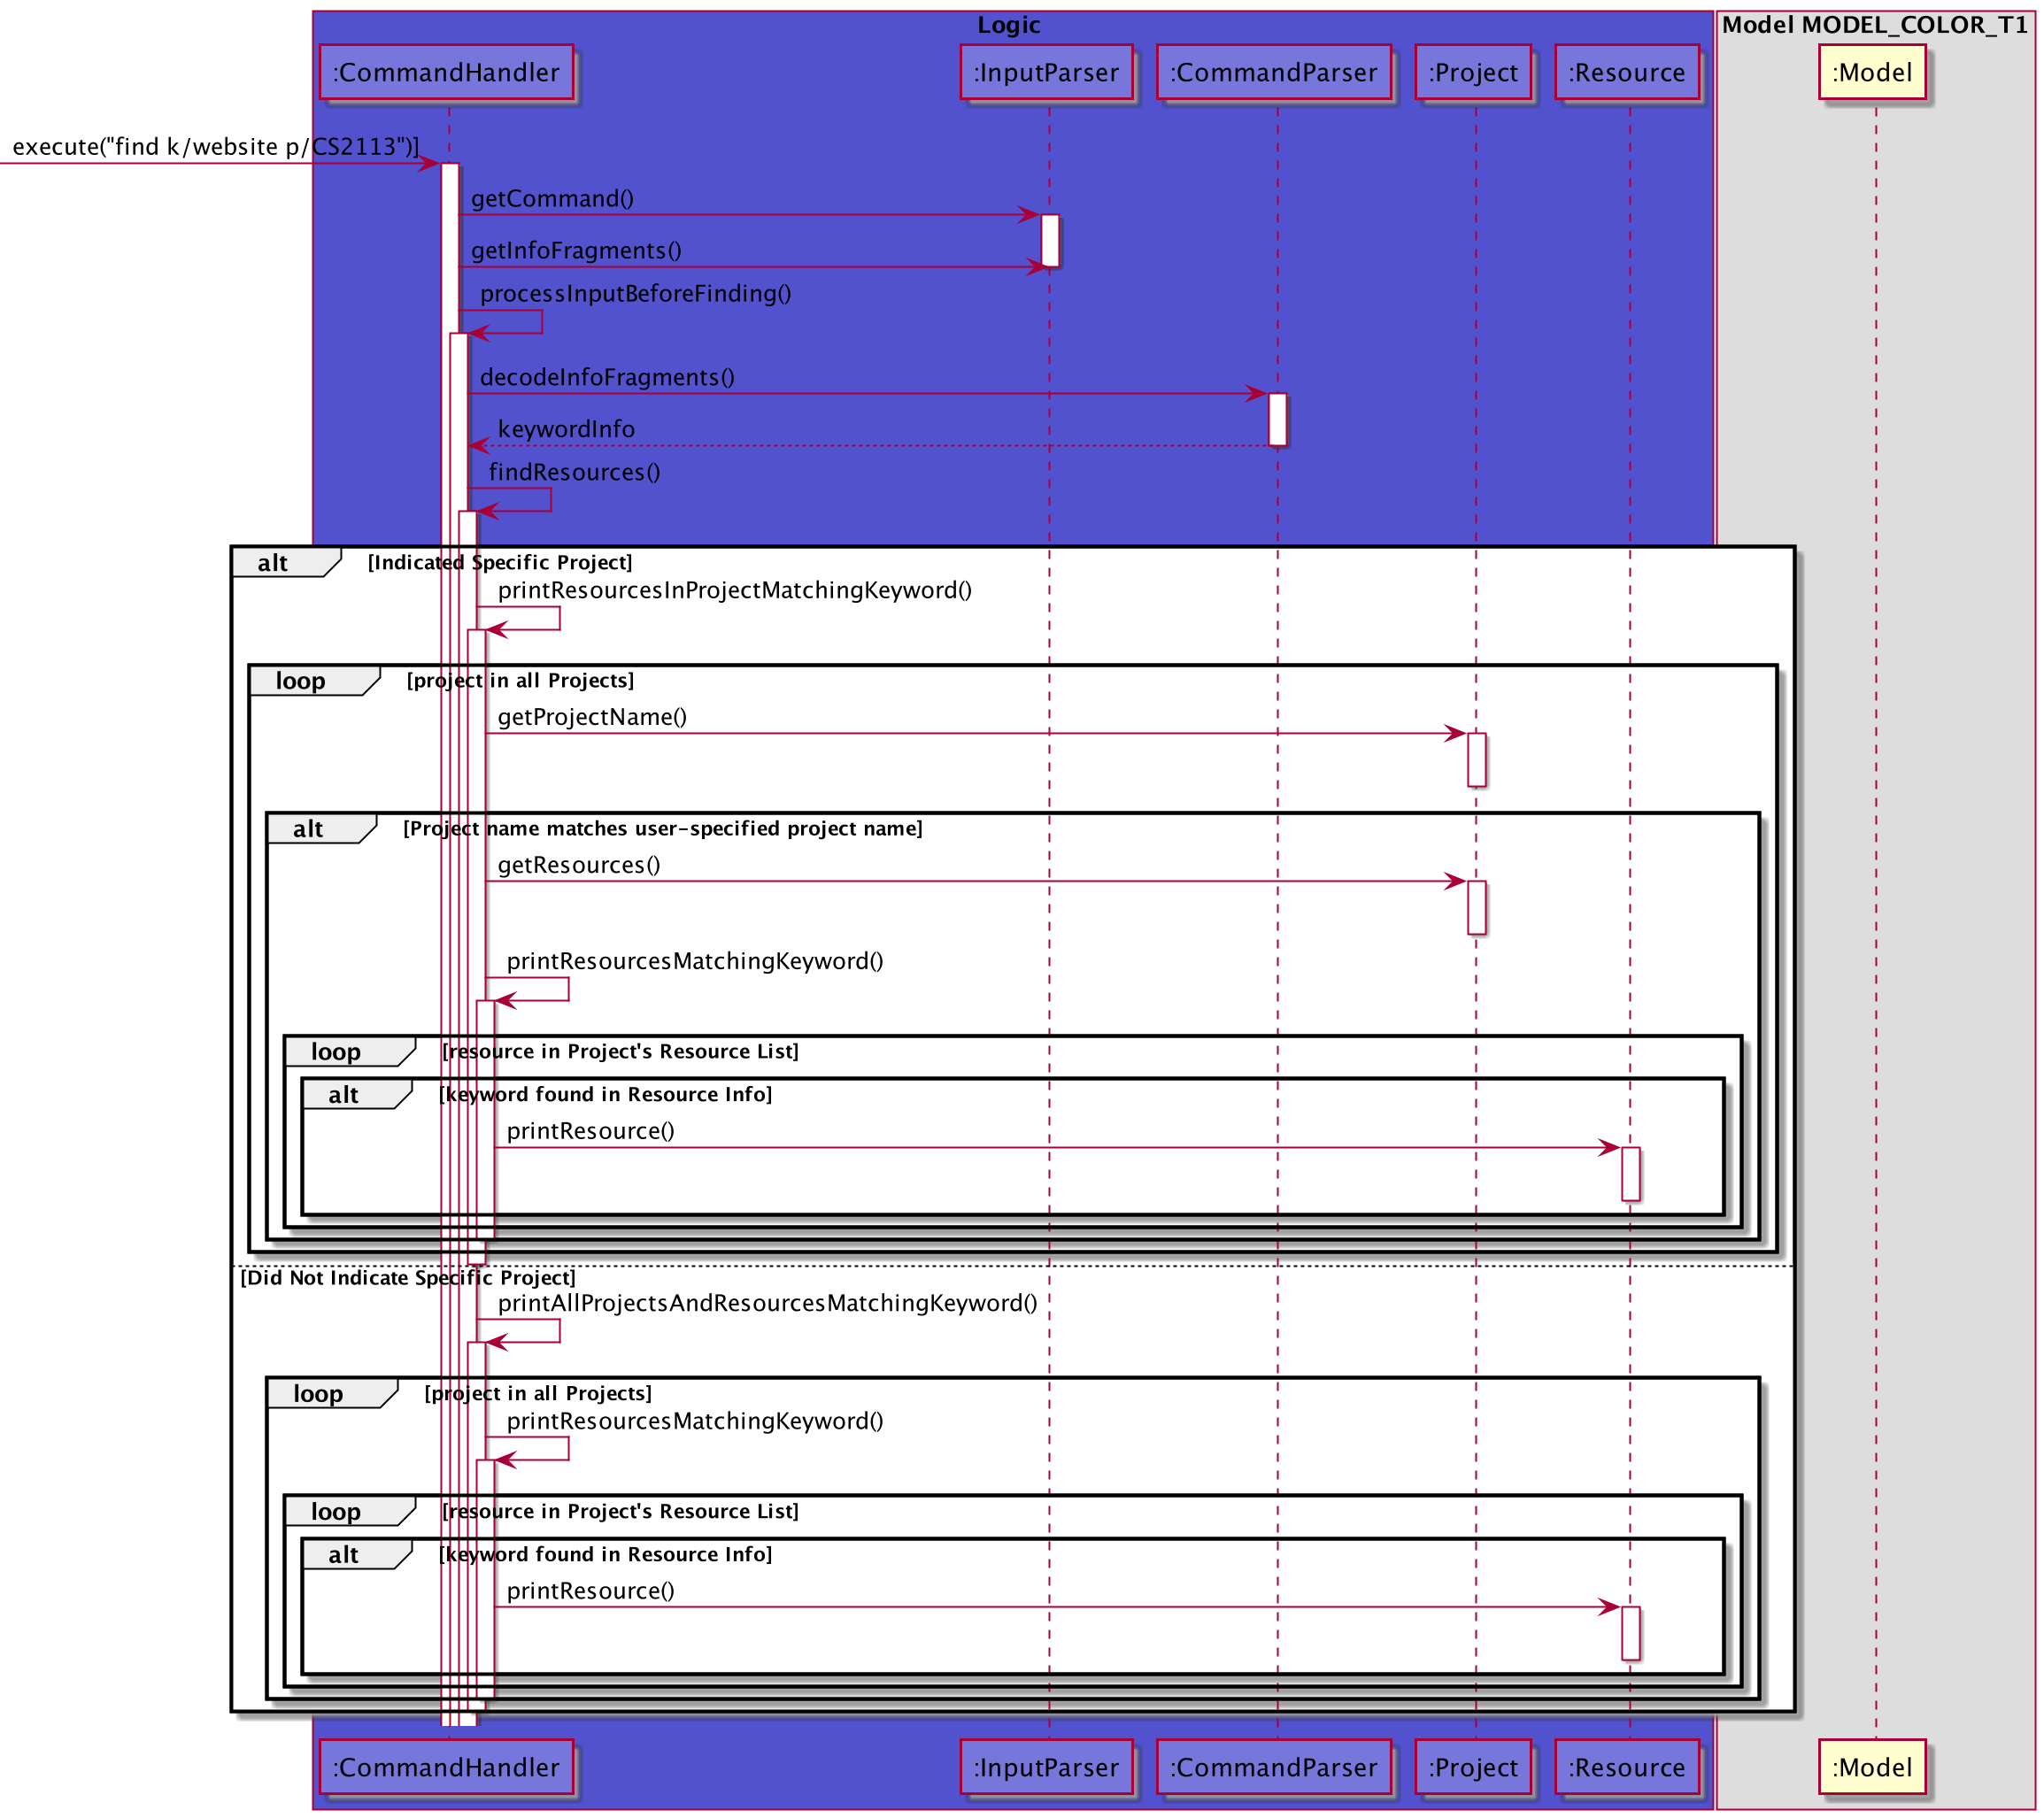 Logic
Model MODEL_COLOR_T1
:CommandHandler
:InputParser
:CommandParser
:Project
:Resource
:Model
execute("find k/website p/CS2113")]
getCommand()
getInfoFragments()
processInputBeforeFinding()
decodeInfoFragments()
keywordInfo
findResources()
alt
[Indicated Specific Project]
printResourcesInProjectMatchingKeyword()
loop
[project in all Projects]
getProjectName()
alt
[Project name matches user-specified project name]
getResources()
printResourcesMatchingKeyword()
loop
[resource in Project's Resource List]
alt
[keyword found in Resource Info]
printResource()
[Did Not Indicate Specific Project]
printAllProjectsAndResourcesMatchingKeyword()
loop
[project in all Projects]
printResourcesMatchingKeyword()
loop
[resource in Project's Resource List]
alt
[keyword found in Resource Info]
printResource()
:CommandHandler
:InputParser
:CommandParser
:Project
:Resource
:Model